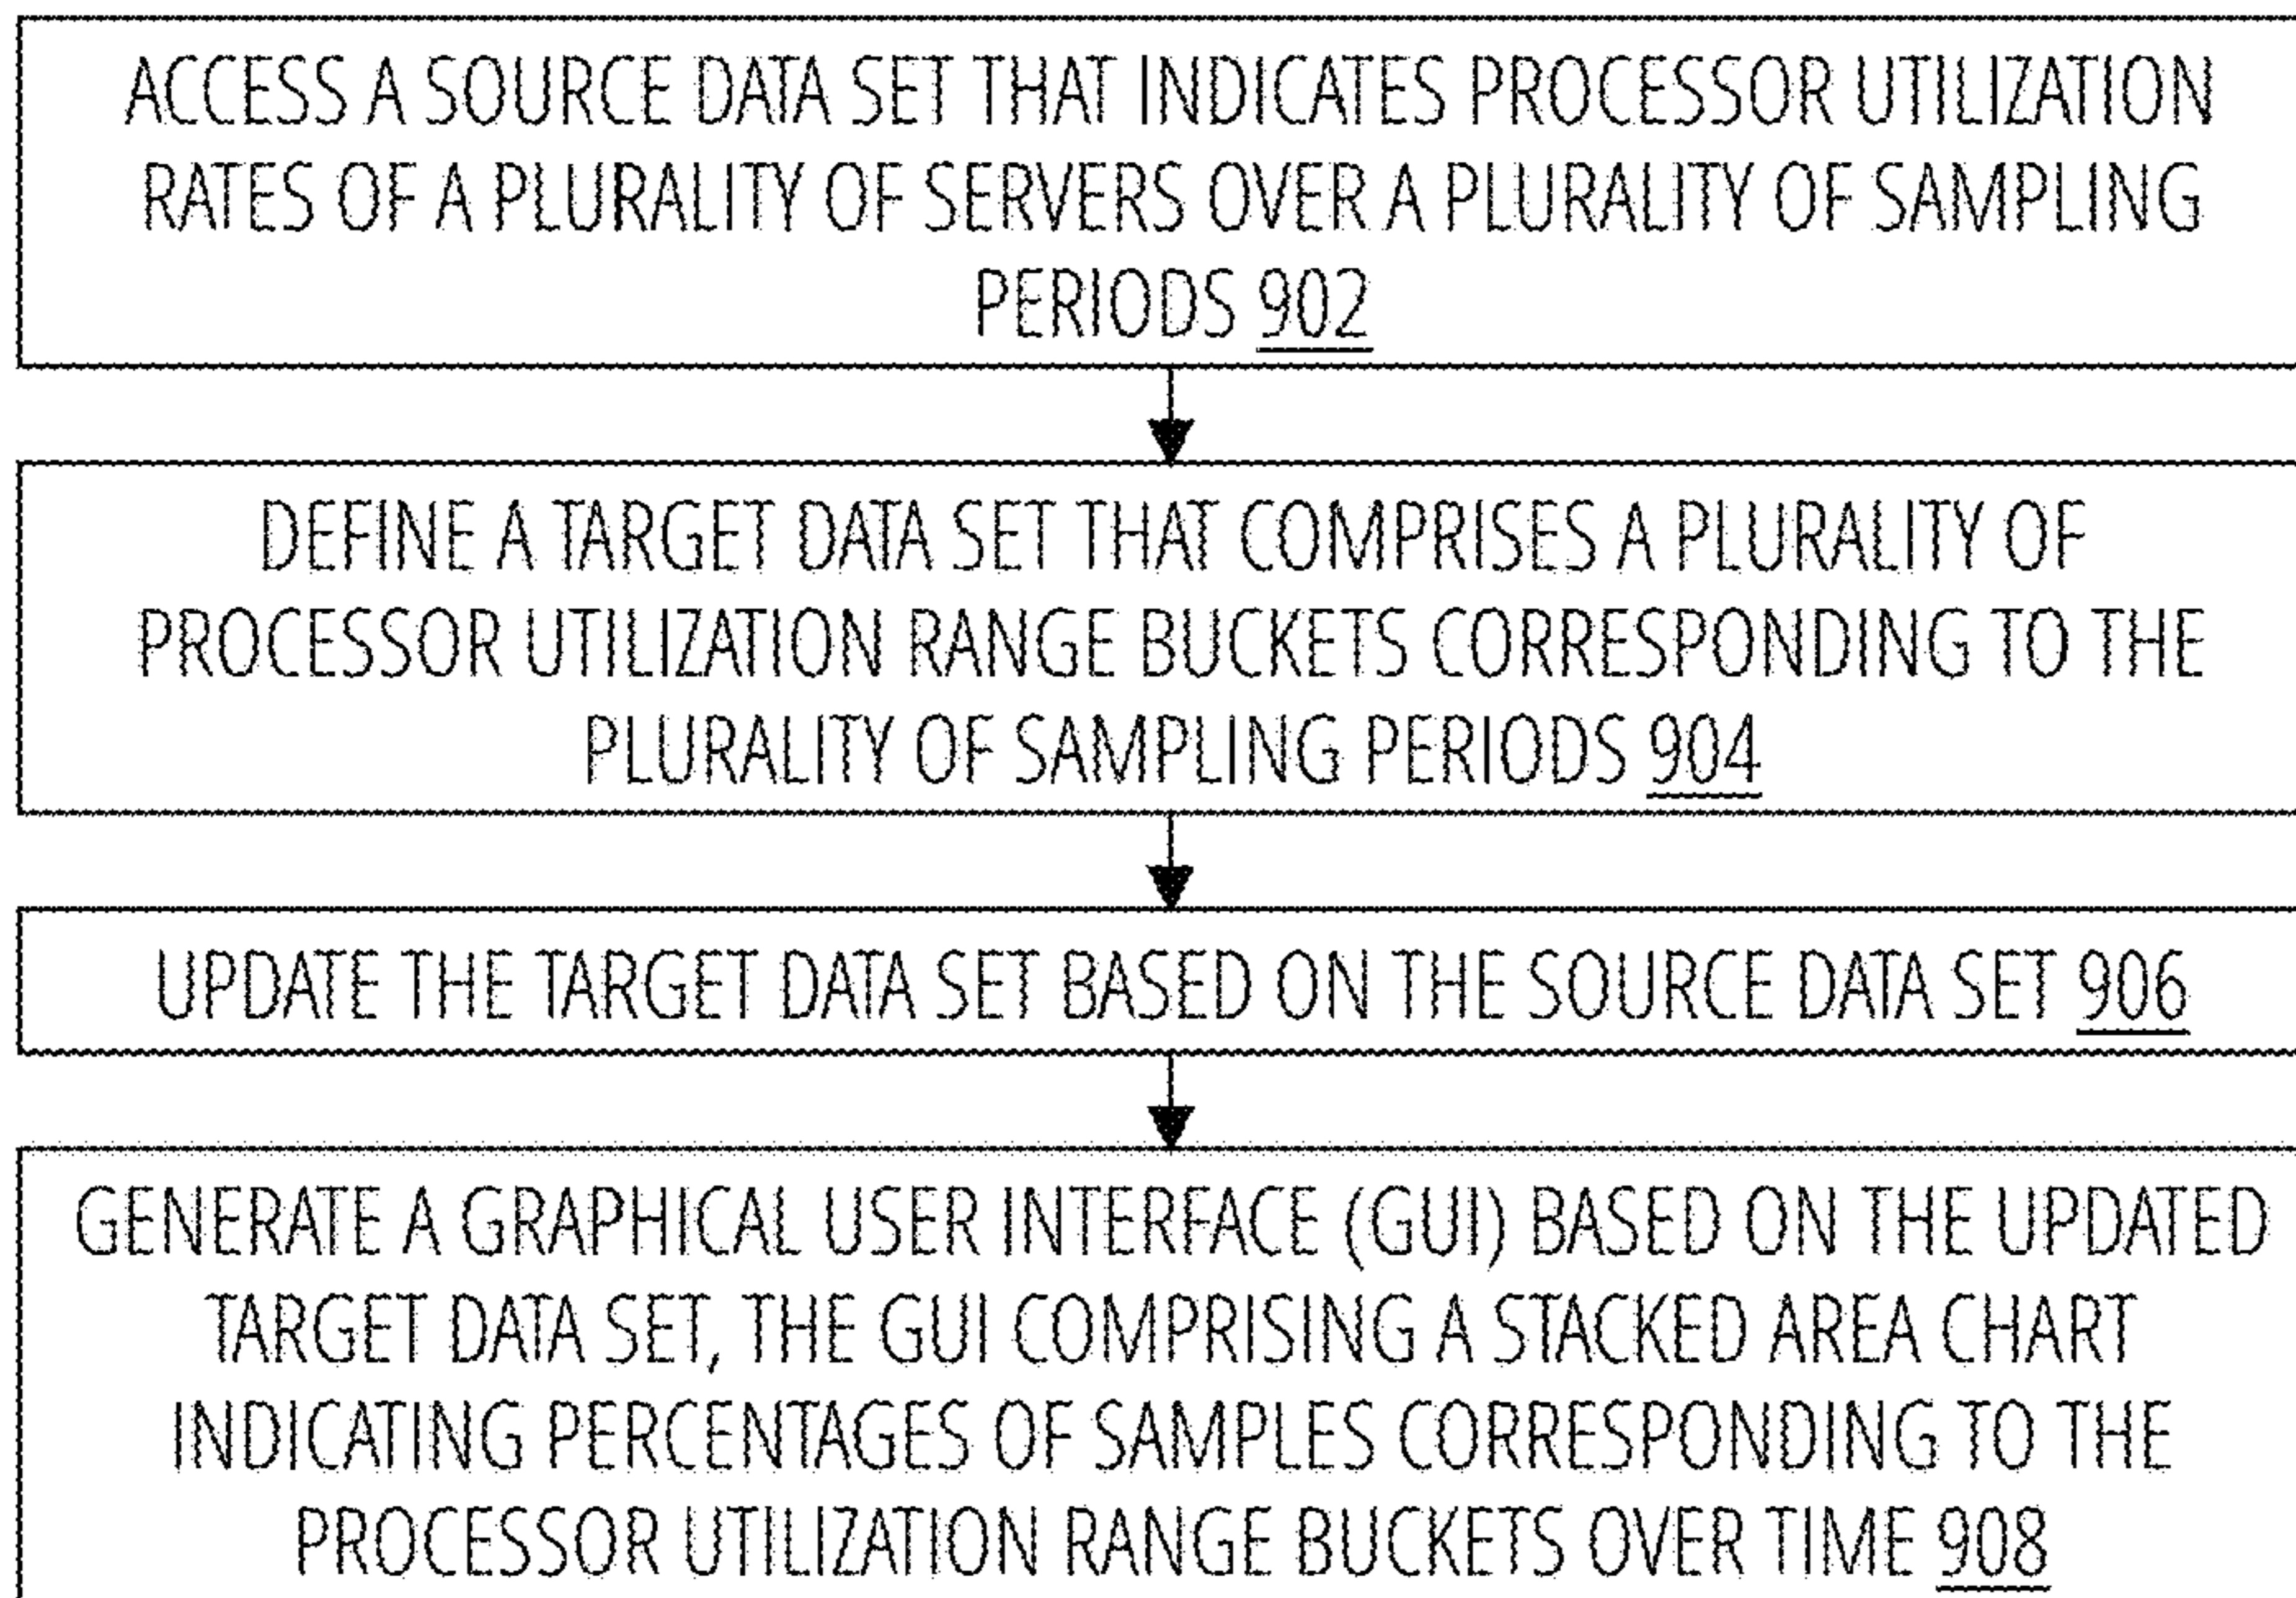 ACCESS A SOURCE DATA SET THAT INDICATES PROCESSOR UTILIZATION
RATES OF A PLURALITY OF SERVERS OVER A PLURALITY OF SAMPLING
PERIODS 902
DEFINE A TARGET DATA SET THAT COMPRISES A PLURALITY OF
PROCESSOR UTILIZATION RANGE BUCKETS CORRESPONDING TO THE
PLURALITY OF SAMPLING PERIODS 904
UPDATE THE TARGET DATA SET BASED ON THE SOURCE DATA SET 906
GENERATE A GRAPHICAL USER INTERFACE (GUI) BASED ON THE UPDATED
TARGET DATA SET, THE GUI COMPRISING A STACKED AREA CHART
INDICATING PERCENTAGES OF SAMPLES CORRESPONDING TO THE
PROCESSOR UTILIZATION RANGE BUCKETS OVER TIME 908